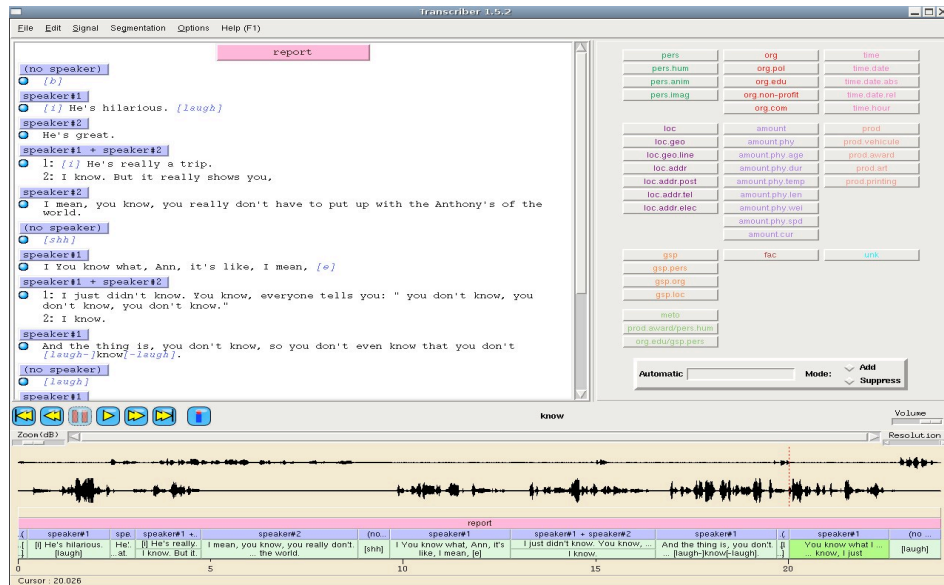 Transcriber 1.5.2
File Edit Signal Segmentation Options Help (F1)
report
(no speaker)
[b]
speaker#1
[i] He's hilarious. [laugh]
speaker#2
He's great.
speaker#1 + speaker#2
1: [i] He's really a trip.
2: I know. But it really shows you,
speaker#2
I mean, you know, you really don't have to put up with the Anthony's of the
world.
(no speaker)
[shh]
speaker#1
I You know what, Ann, it's like, I mean, [e]
speaker#1 + speaker#2
1: I just didn't know. You know, everyone tells you: " you don't know, you
don't know, you don't know."
2: I know.
speaker#1
And the thing is, you don't know, so you don't even know that you don't
[laugh-]know[-laugh].
(no speaker)
[laugh]
speaker#1
pers org time
pers.hum org.pol time.date
pers.anim org.edu time.date.abs
pers.imag org.non-profit time.date.rel
org.com time.hour
loc amount prod
loc.geo amount.phy prod.vehicule
loc.geo.line amount.phy.age prod.award
loc.addr amount.phy.dur prod.art
loc.addr.post amount.phy.temp prod.printing
loc.addr.tel amount.phy.len
loc.addr.elec amount.phy.wei
amount.phy.spd
amount.cur
gsp fac unk
gsp.pers
gsp.org
gsp.loc
meto
prod.award/pers.hum
org.edu/gsp.pers
Automatic Mode: Add
Suppress
know
Volume
Zoom(dB) Resolution
report
speaker#1 spe. speaker#1 +.. speaker#2 (no... speaker#1 speaker#1 + speaker#2 speaker#1 speaker#1 (no ...
[i] He's hilarious. He'. [i] He's really. I mean, you know, you really don't. [shh] I You know what, Ann, it's I just didn't know. You know, ... And the thing is, you don't. You know what I ... [laugh]
[laugh] ..at. I know. But it. ... the world. like, I mean, [e] I know. ... [laugh-]know[-laugh]. ... know, I just
0 5 10 15 20
Cursor : 20.026